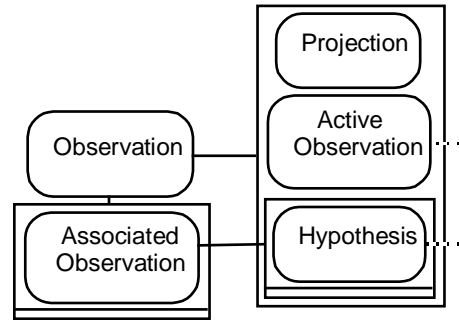 Projection
Active
Observation
Observation
Associated
Observation
Hypothesis